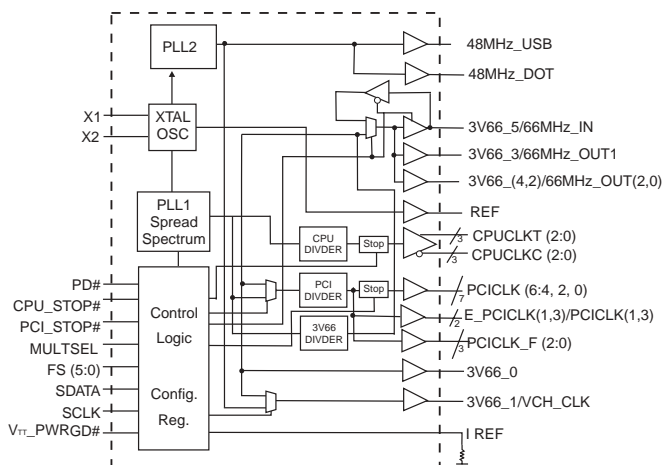 PLL2
48MHz_USB
48MHz_DOT
X1
X2
XTAL
OSC
3V66_5/66MHz_IN
3V66_3/66MHz_OUT1
3V66_(4,2)/66MHz_OUT(2,0)
REF
PLL1
Spread
Spectrum
CPU
DIVDER
Stop
3
CPUCLKT (2:0)
3
CPUCLKC (2:0)
PD#
CPU_STOP#
PCI_STOP#
MULTSEL
FS (5:0)
SDATA
SCLK
VTT_PWRGD#
Control
Logic
Config.
Reg.
PCI
DIVDER
Stop
7
PCICLK (6:4, 2, 0)
2
E_PCICLK(1,3)/PCICLK(1,3)
3V66
DIVDER
3
PCICLK_F (2:0)
3V66_0
3V66_1/VCH_CLK
I REF